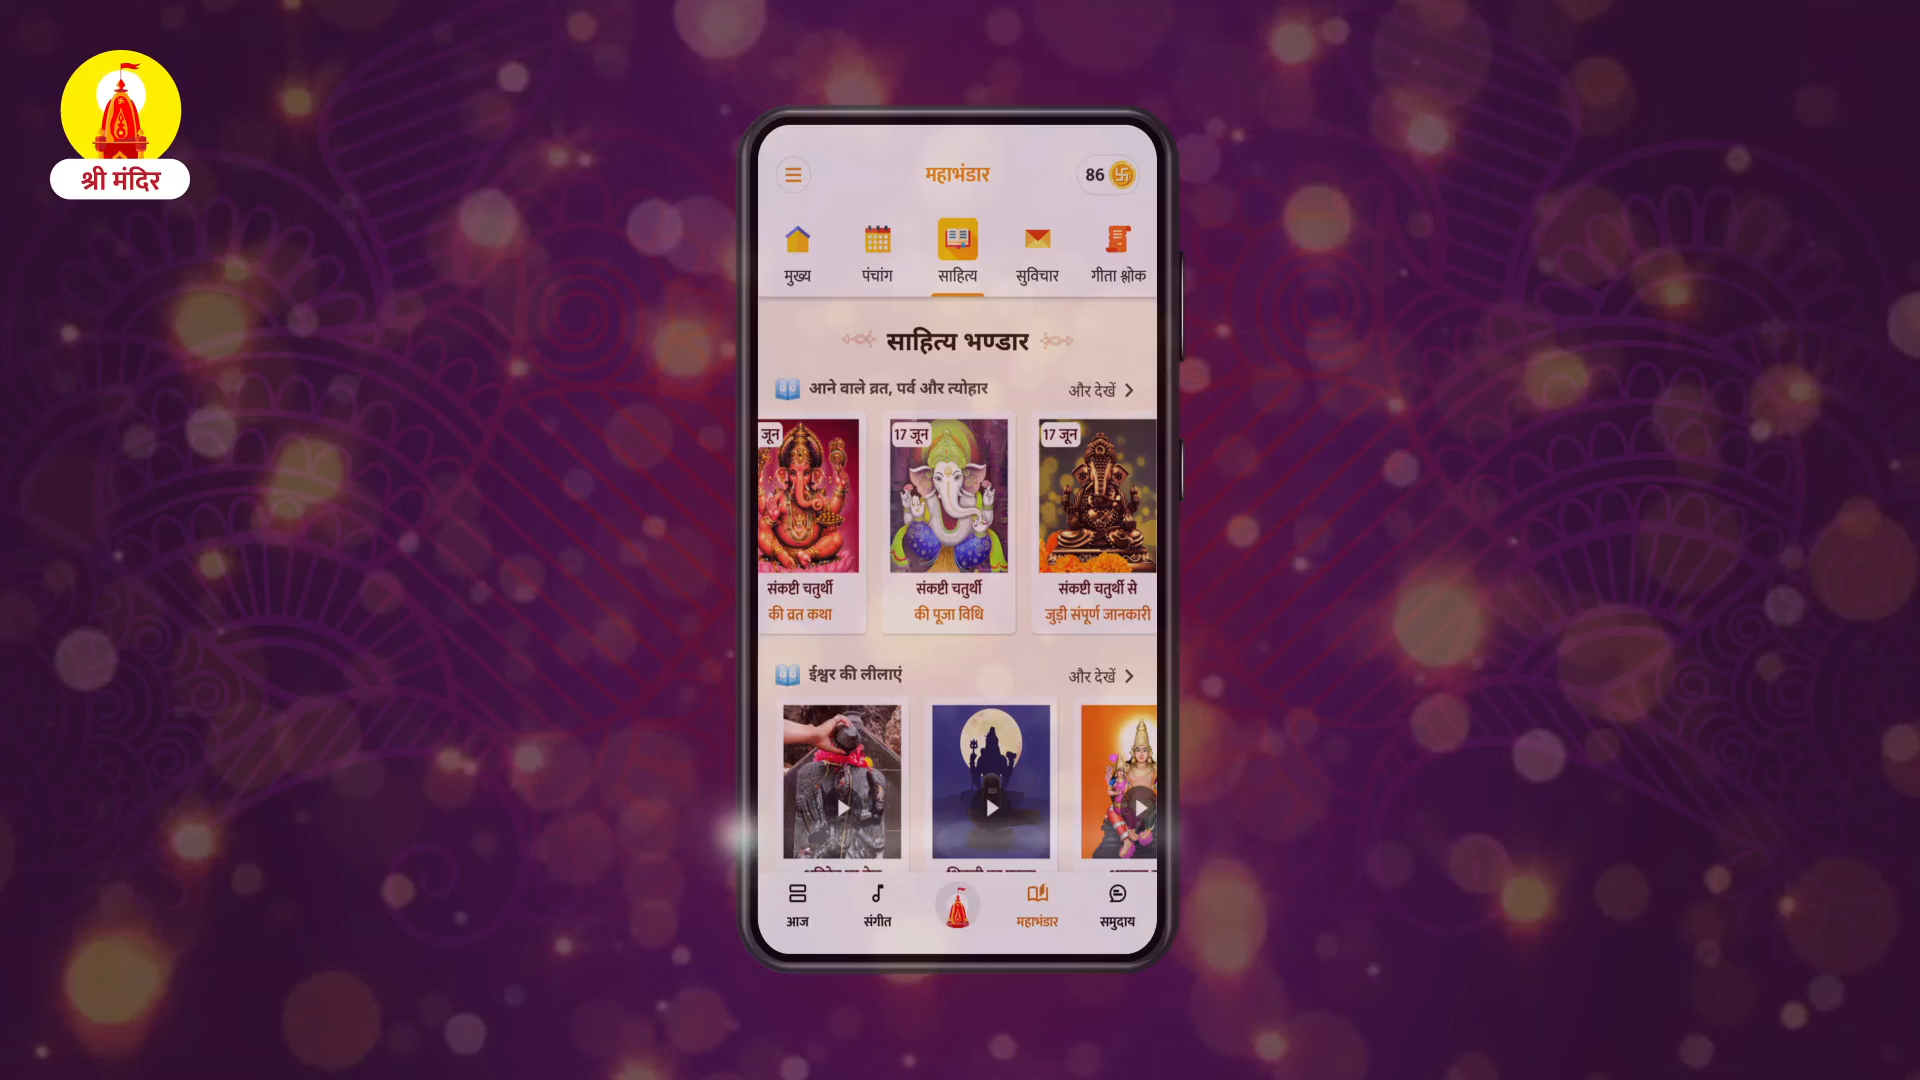 श्री मंदिर
महाभंडार
86
मुख्य
पंचांग
साहित्य
सुविचार
गीता श्लोक
साहित्य भण्डार
आने वाले व्रत, पर्व और त्योहार
और देखें
जून
17 जून
17 जून
संकष्टी चतुर्थी
की व्रत कथा
संकष्टी चतुर्थी
की पूजा विधि
संकष्टी चतुर्थी से
जुड़ी संपूर्ण जानकारी
ईश्वर की लीलाएं
और देखें
आज
संगीत
महाभंडार
समुदाय